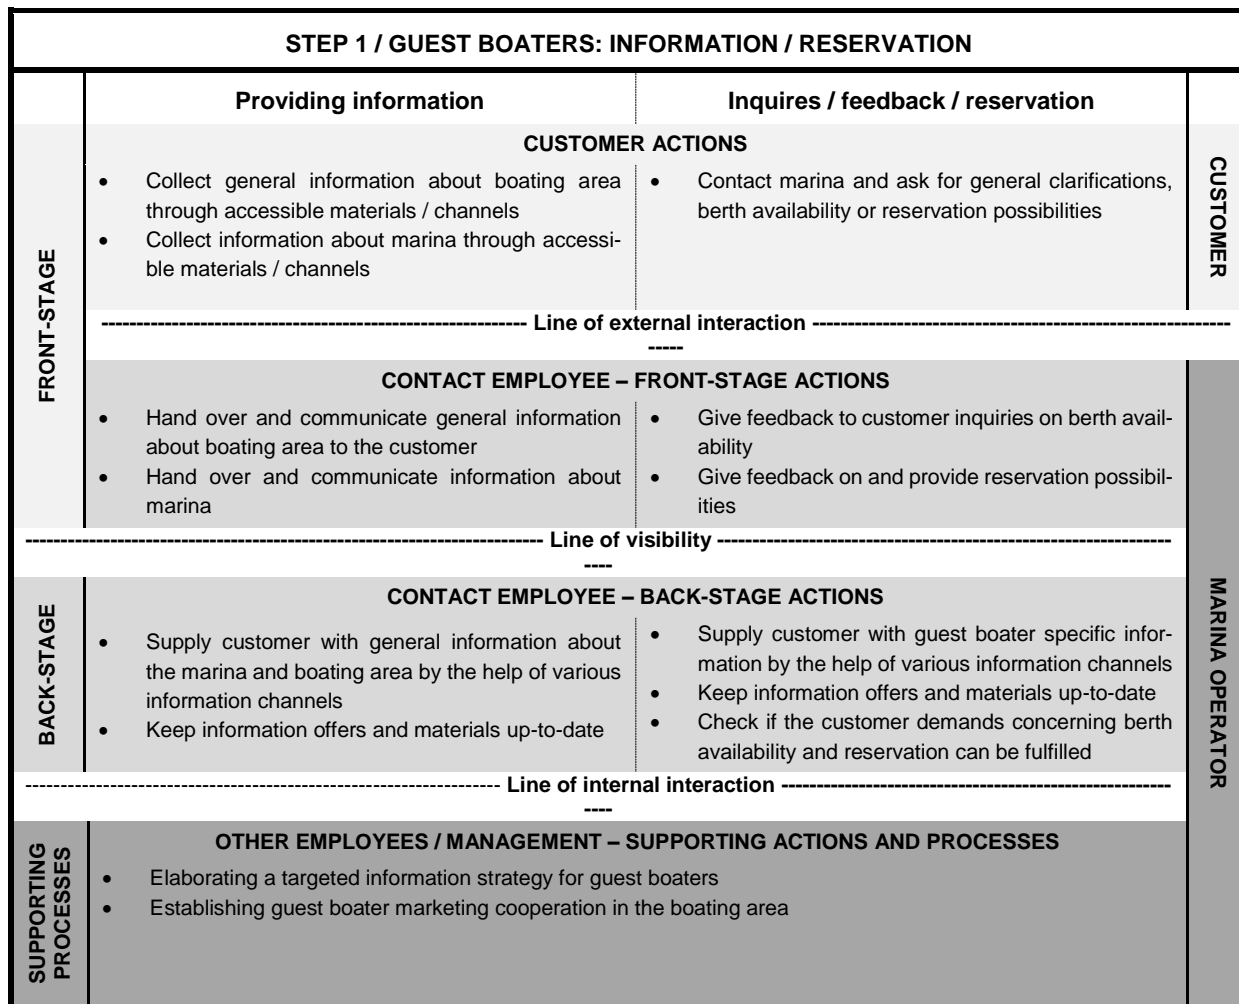 STEP 1 / GUEST BOATERS: INFORMATION / RESERVATION
Providing information
Inquires / feedback / reservation
FRONT-STAGE
CUSTOMER ACTIONS
• Collect general information about boating area
through accessible materials / channels
• Collect information about marina through accessi-
ble materials / channels
• Contact marina and ask for general clarifications,
berth availability or reservation possibilities
CUSTOMER
------------------------------------------------------------- Line of external interaction ------------------------------------------------------------
-----
CONTACT EMPLOYEE – FRONT-STAGE ACTIONS
• Hand over and communicate general information
about boating area to the customer
• Hand over and communicate information about
marina
• Give feedback to customer inquiries on berth avail-
ability
• Give feedback on and provide reservation possibil-
ities
MARINA OPERATOR
-------------------------------------------------------------------------- Line of visibility -----------------------------------------------------------------
----
BACK-STAGE
CONTACT EMPLOYEE – BACK-STAGE ACTIONS
• Supply customer with general information about
the marina and boating area by the help of various
information channels
• Keep information offers and materials up-to-date
• Supply customer with guest boater specific infor-
mation by the help of various information channels
• Keep information offers and materials up-to-date
• Check if the customer demands concerning berth
availability and reservation can be fulfilled
-------------------------------------------------------------------- Line of internal interaction --------------------------------------------------------
----
SUPPORTING
PROCESSES
OTHER EMPLOYEES / MANAGEMENT – SUPPORTING ACTIONS AND PROCESSES
• Elaborating a targeted information strategy for guest boaters
• Establishing guest boater marketing cooperation in the boating area